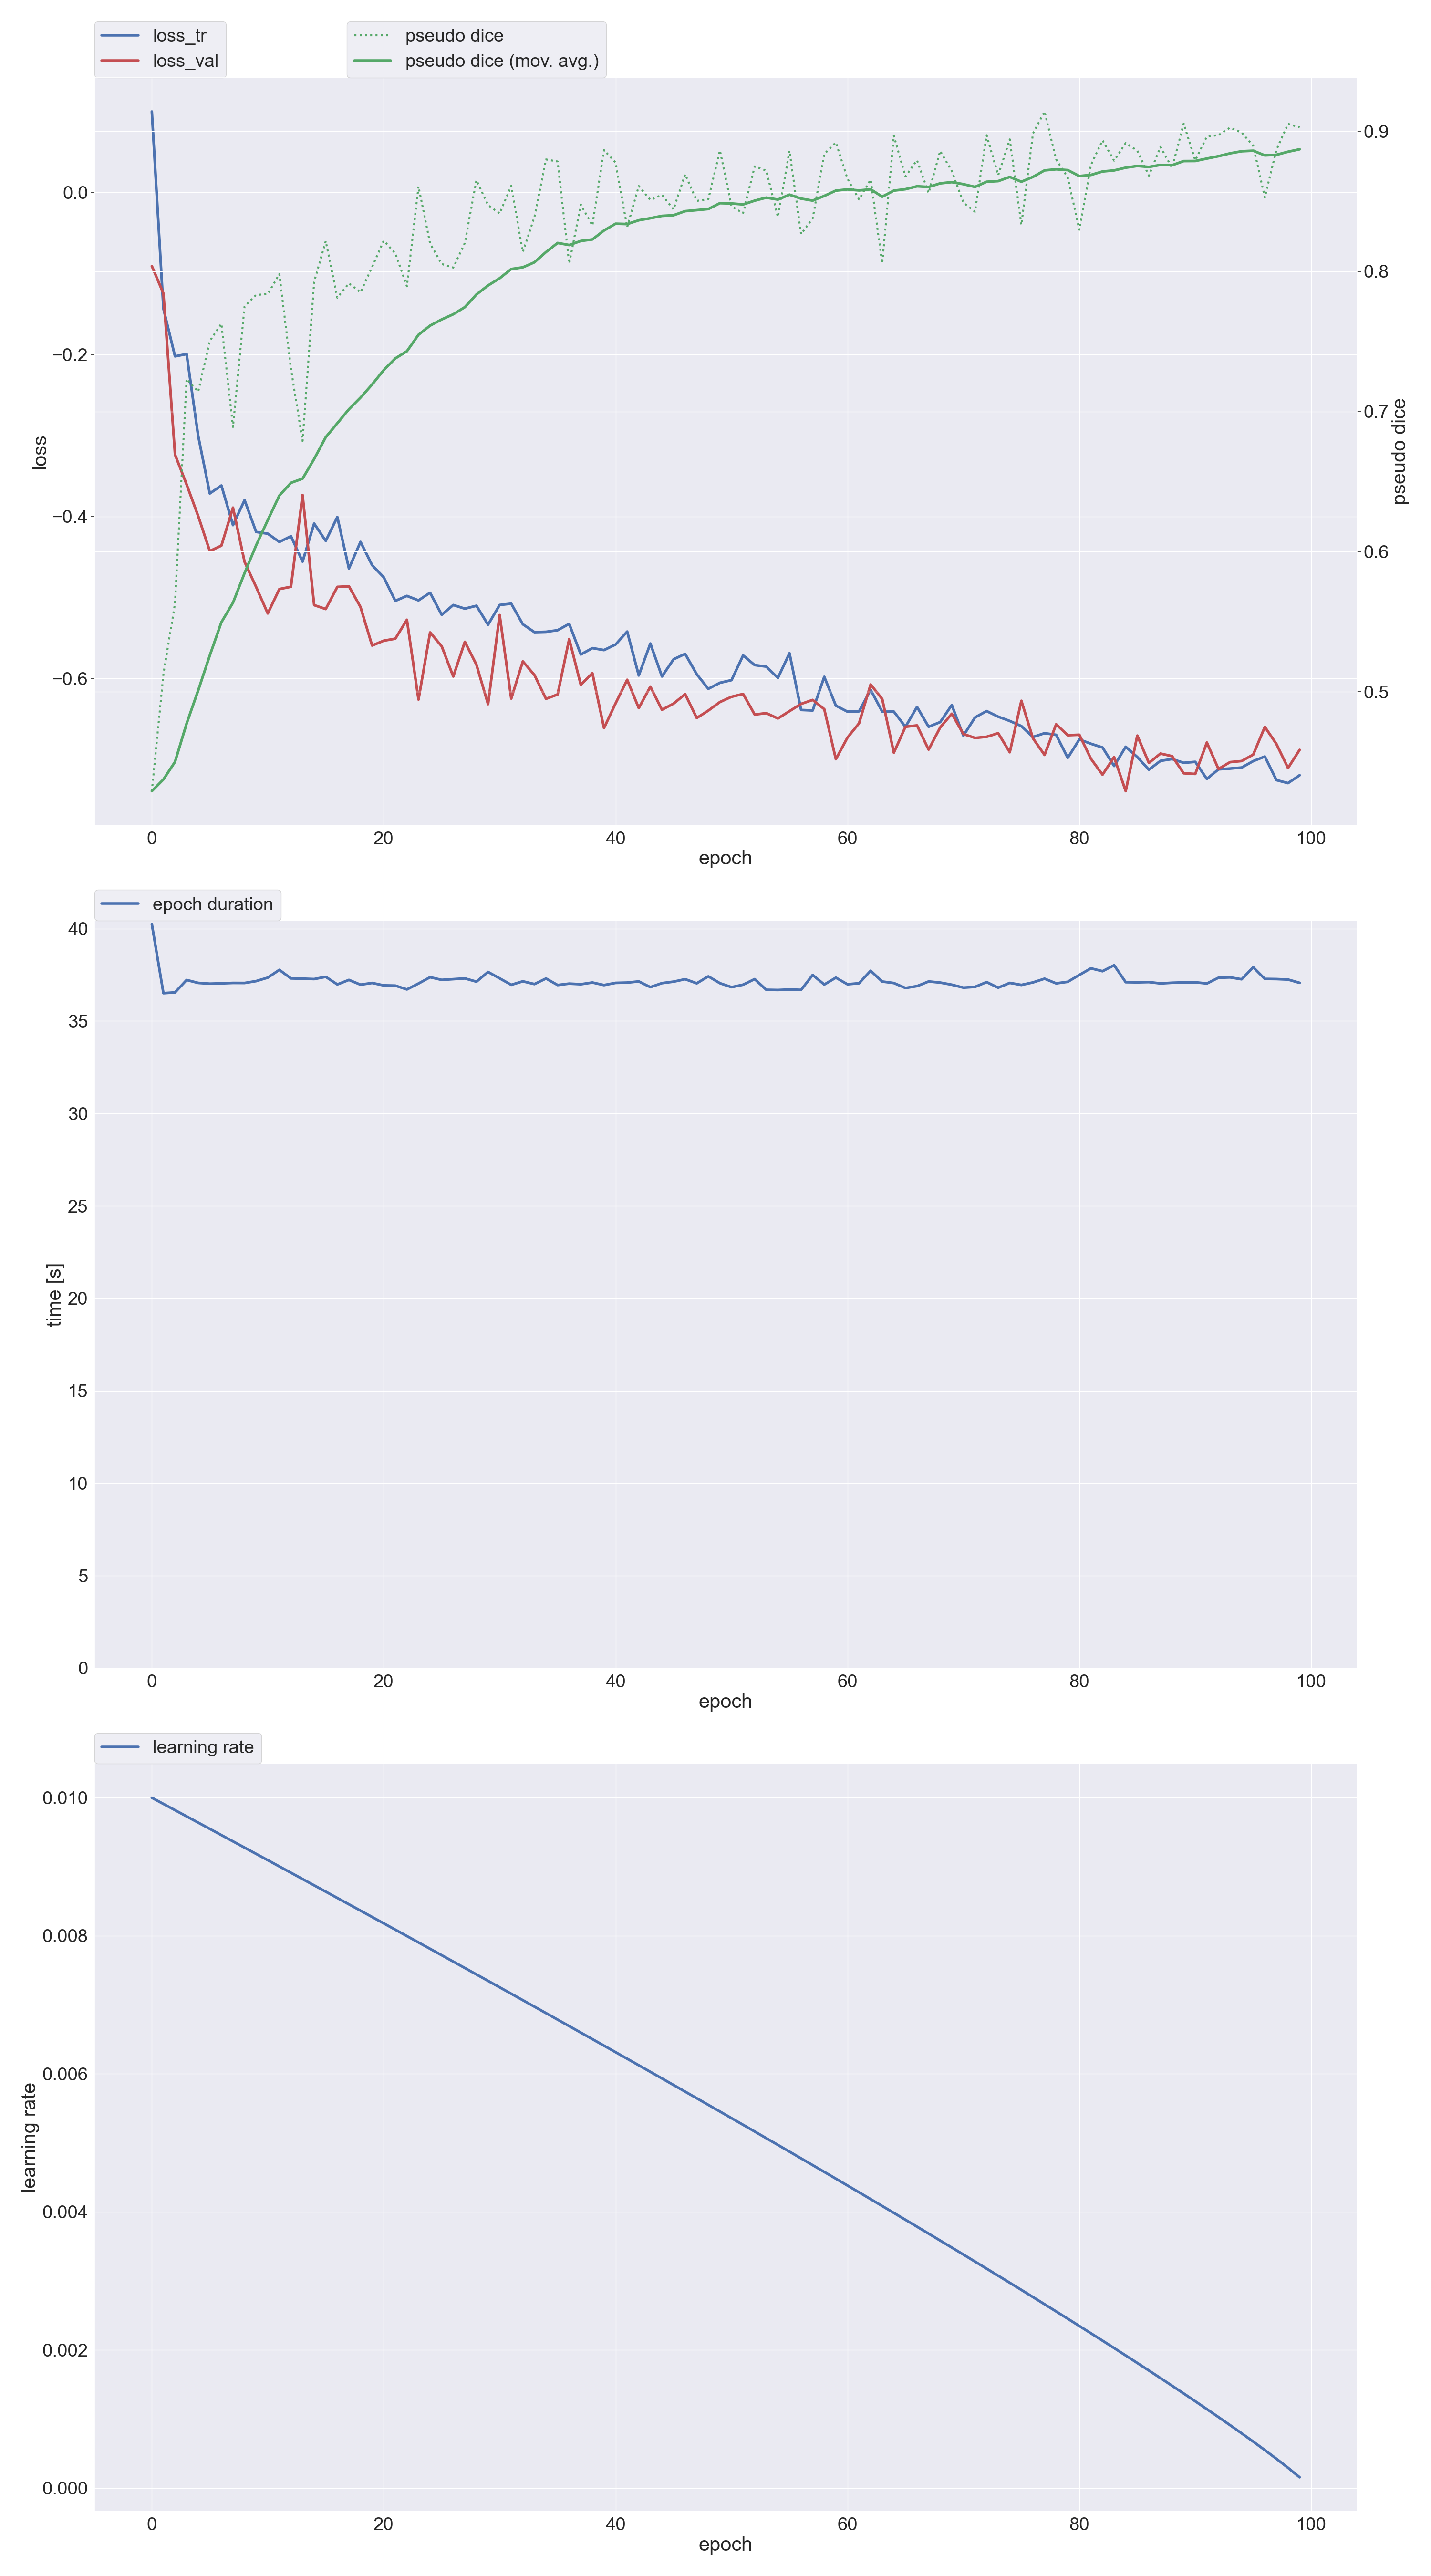 loss_tr
loss_val
pseudo dice
pseudo dice (mov. avg.)
0.0
−0.2
−0.4
−0.6
loss
0.9
0.8
0.7
0.6
0.5
pseudo dice
0 20 40 60 80 100
epoch
epoch duration
40
35
30
25
20
15
10
5
0
time [s]
0 20 40 60 80 100
epoch
learning rate
0.010
0.008
0.006
0.004
0.002
0.000
learning rate
0 20 40 60 80 100
epoch